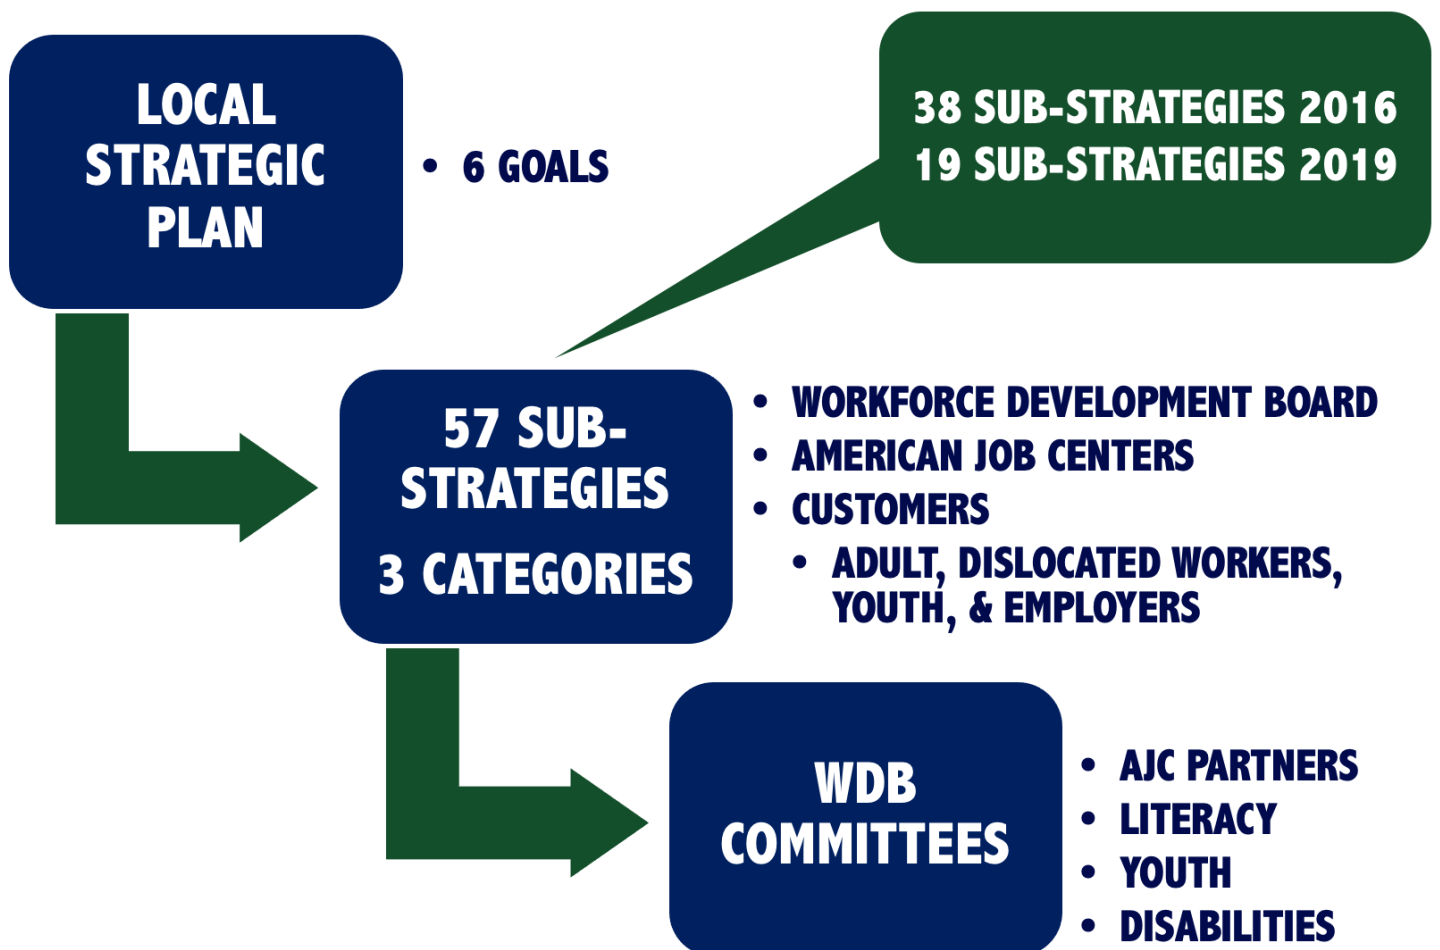 LOCAL
STRATEGIC
PLAN
• 6 GOALS
38 SUB-STRATEGIES 2016
19 SUB-STRATEGIES 2019
57 SUB-
STRATEGIES
3 CATEGORIES
• WORKFORCE DEVELOPMENT BOARD
• AMERICAN JOB CENTERS
• CUSTOMERS
• ADULT, DISLOCATED WORKERS,
YOUTH, & EMPLOYERS
WDB
COMMITTEES
• AJC PARTNERS
• LITERACY
• YOUTH
• DISABILITIES